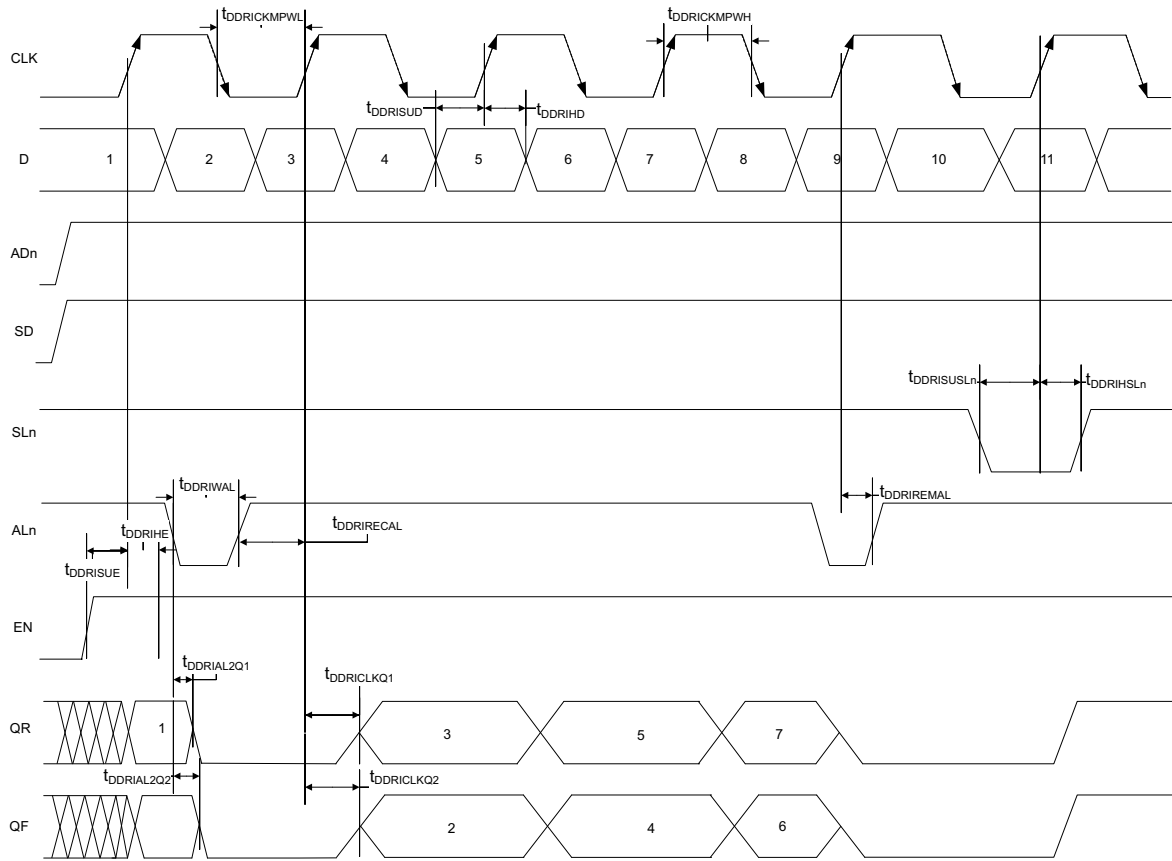 tDDRICKMPWL
tDDRICKMPWH
CLK
tDDRISUD
tDDRIHD
D
1
2
3
4
5
6
7
8
9
10
11
ADn
SD
tDDRISUSLn
tDDRIHSLn
SLn
tDDRIWAL
tDDRIREMAL
ALn
tDDRIHE
tDDRIRECAL
tDDRISUE
EN
tDDRIAL2Q1
tDDRICLKQ1
QR
1
3
5
7
tDDRIAL2Q2
tDDRICLKQ2
QF
2
4
6